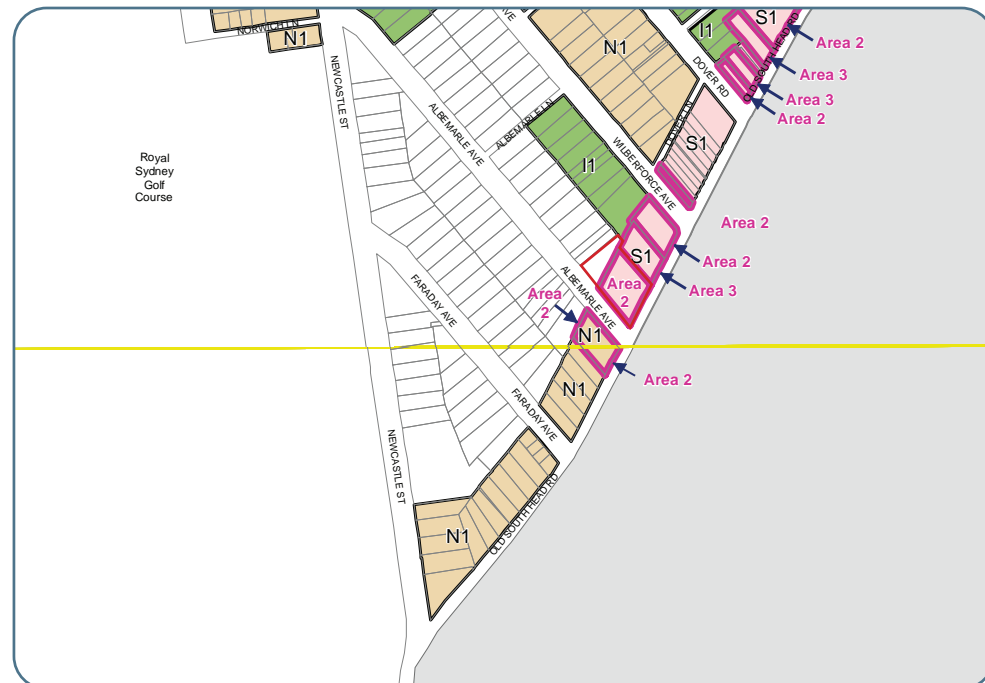 S1
I1
Area 2
NORWICH LN
N1
AVE
N1
Area 3
DOVER RD
OLD SOUTH HEAD RD
Area 3
Area 2
NEWCASTLE ST
ALBEMARLE AVE
ALBEMARLE LN
DOVER LN
S1
WILBERFORCE AVE
I1
Royal
Sydney
Golf
Course
Area 2
S1
Area 2
Area
2
Area 3
ALBEMARLE AVE
Area
2
FARADAY AVE
N1
Area 2
N1
FARADAY AVE
NEWCASTLE ST
OLD SOUTH HEAD RD
N1